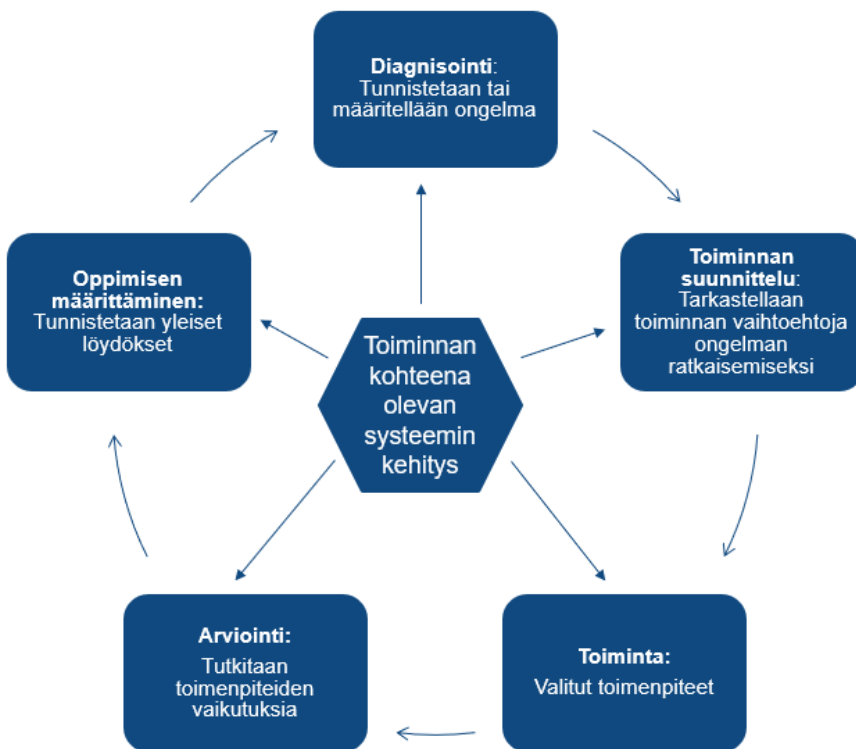 Diagnisointi:
Tunnistetaan tai
määritellään ongelma
Toiminnan
suunnittelu:
Tarkastellaan
toiminnan vaihtoehtoja
ongelman
ratkaisemiseksi
Oppimisen
määrittäminen:
Tunnistetaan yleiset
löydökset
Toiminnan
kohteena
olevan
systeemin
kehitys
Arviointi:
Tutkitaan
toimenpiteiden
vaikutuksia
Toiminta:
Valitut toimenpiteet